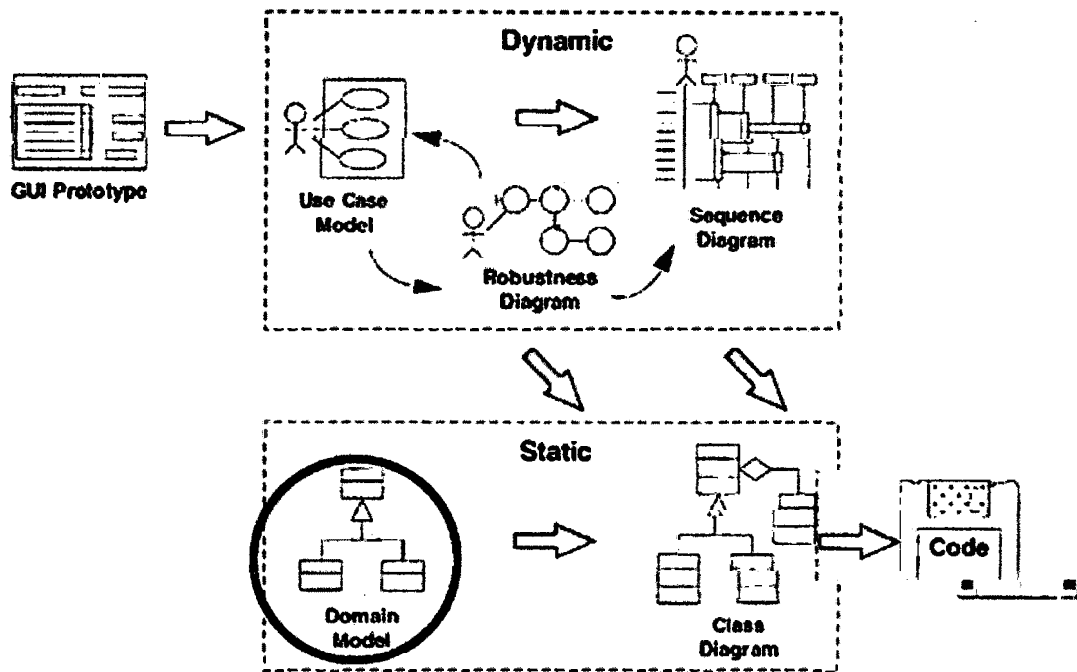 Dynamic
GUI Prototype
Use Case
Model
Robustness
Diagram
Sequence
Diagram
Static
Domain
Model
Class
Diagram
Code